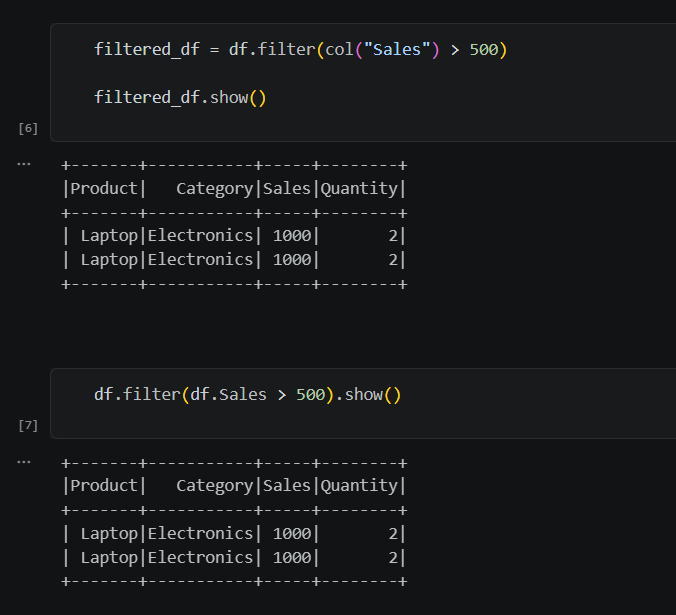 filtered_df = df.filter(col("Sales") > 500)
filtered_df.show()
[6]
...
+-------+-----------+-----+--------+
|Product|   Category|Sales|Quantity|
+-------+-----------+-----+--------+
| Laptop|Electronics| 1000|       2|
| Laptop|Electronics| 1000|       2|
+-------+-----------+-----+--------+
df.filter(df.Sales > 500).show()
[7]
...
+-------+-----------+-----+--------+
|Product|   Category|Sales|Quantity|
+-------+-----------+-----+--------+
| Laptop|Electronics| 1000|       2|
| Laptop|Electronics| 1000|       2|
+-------+-----------+-----+--------+